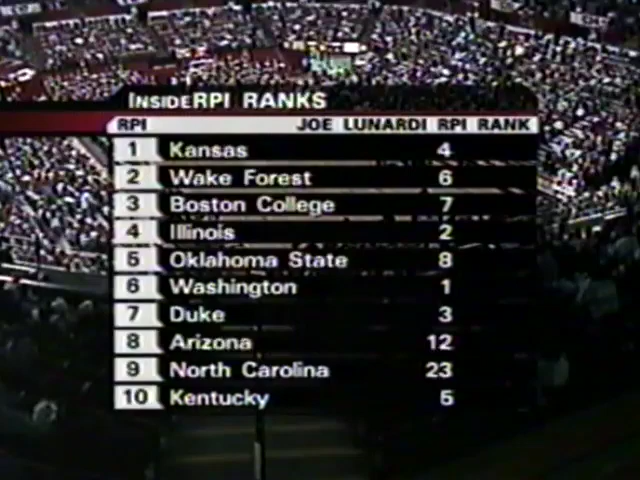 INSIDERPI RANKS
RPI JOE LUNARDI RPI RANK
1 Kansas 4
2 Wake Forest 6
3 Boston College 7
4 Illinois 2
5 Oklahoma State 8
6 Washington 1
7 Duke 3
8 Arizona 12
9 North Carolina 23
10 Kentucky 5